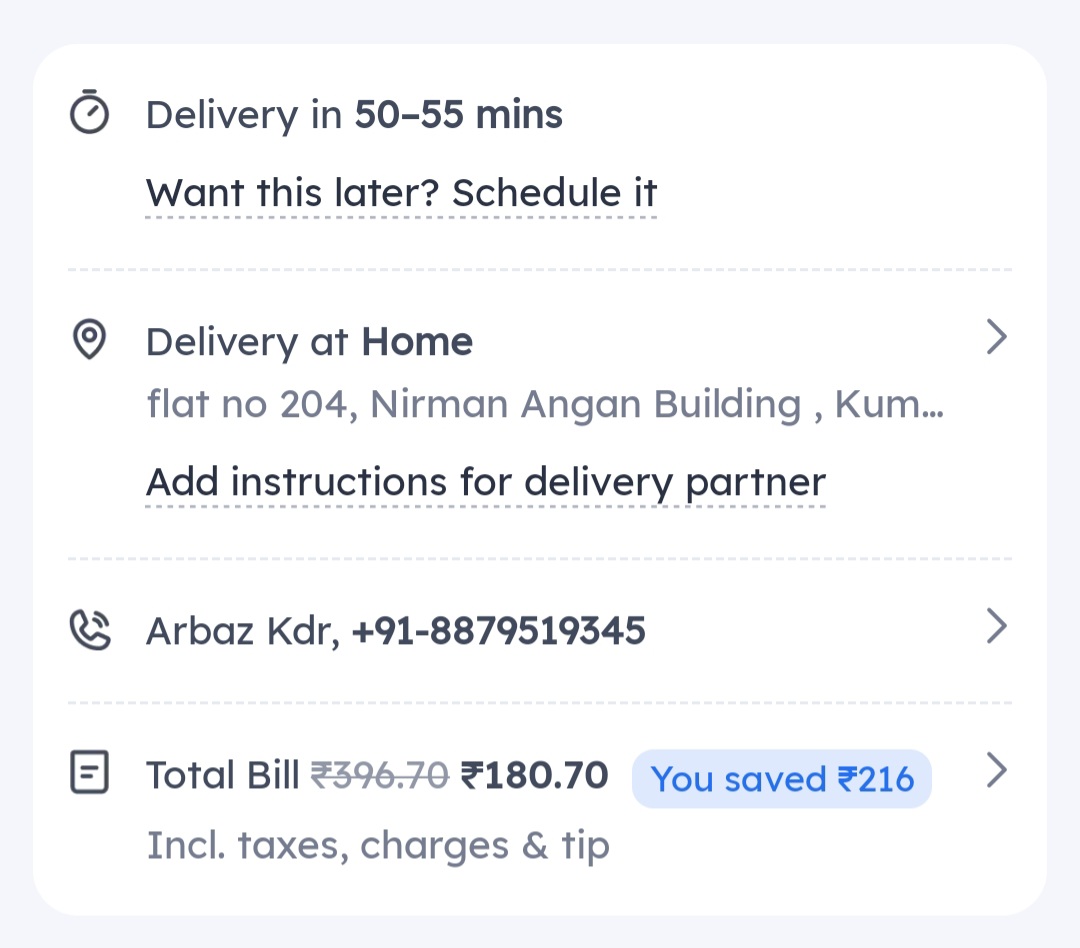 Delivery in 50–55 mins
Want this later? Schedule it
Delivery at Home
flat no 204, Nirman Angan Building , Kum...
Add instructions for delivery partner
Arbaz Kdr, +91-8879519345
Total Bill ₹396.70 ₹180.70 You saved ₹216
Incl. taxes, charges & tip